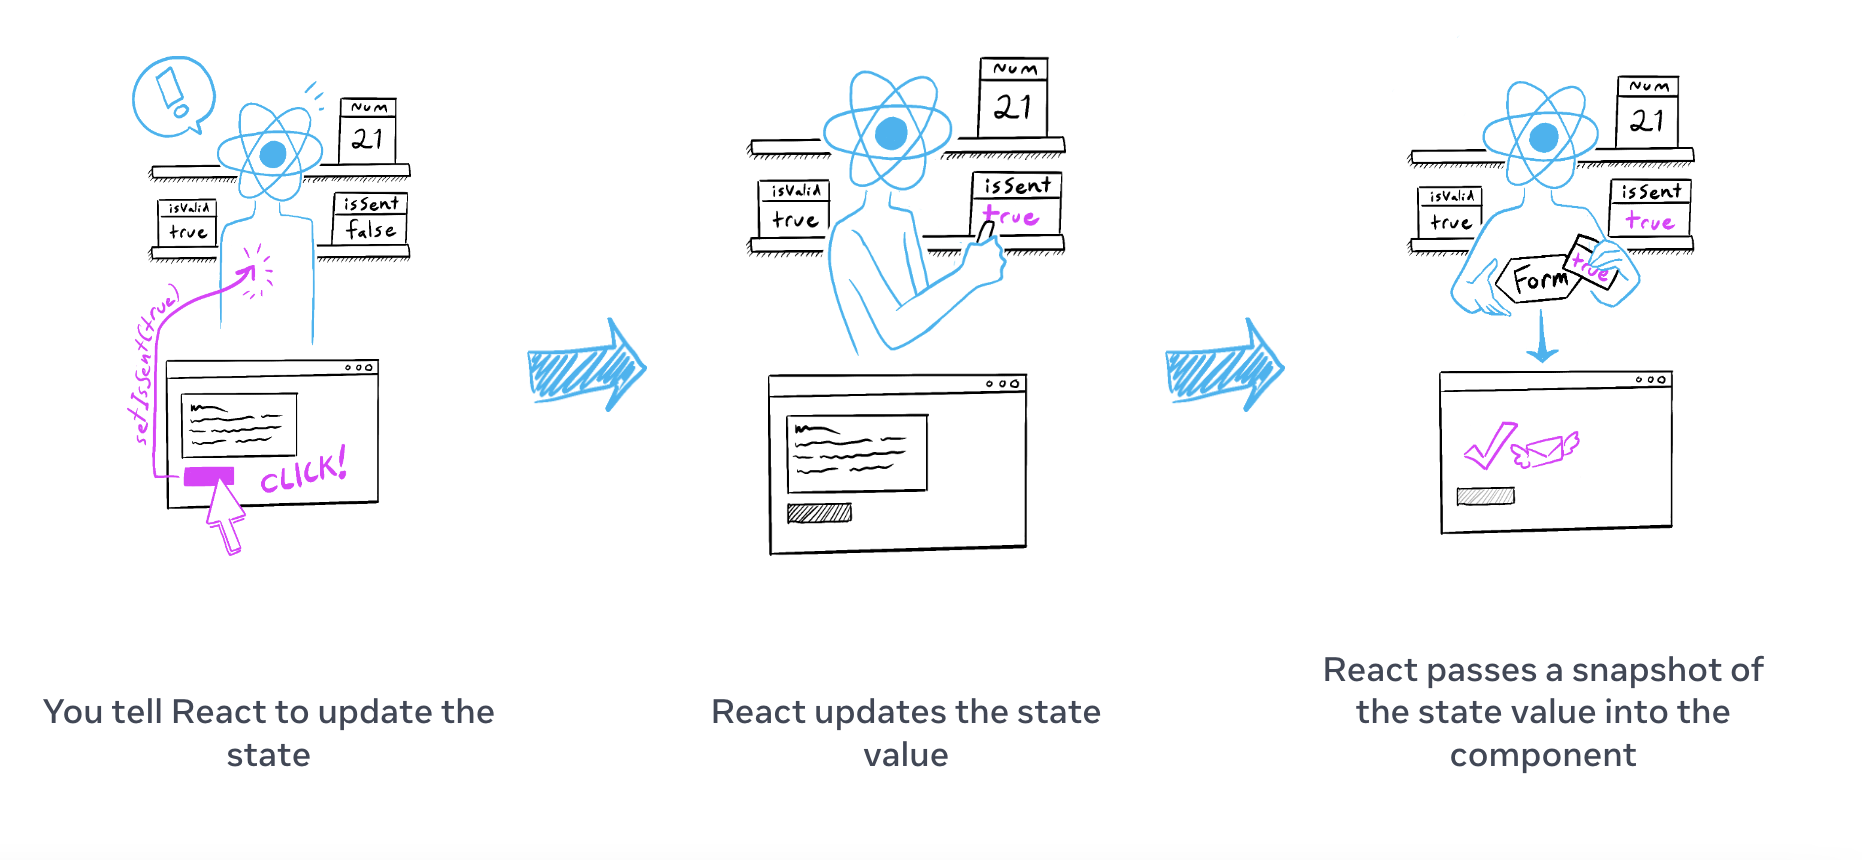 !
Num
21
isValid
true
isSent
false
setIsSent(true)
CLICK!
You tell React to update the
state
Num
21
isValid
true
isSent
true
React updates the state
value
Num
21
isValid
true
isSent
true
Form
true
React passes a snapshot of
the state value into the
component